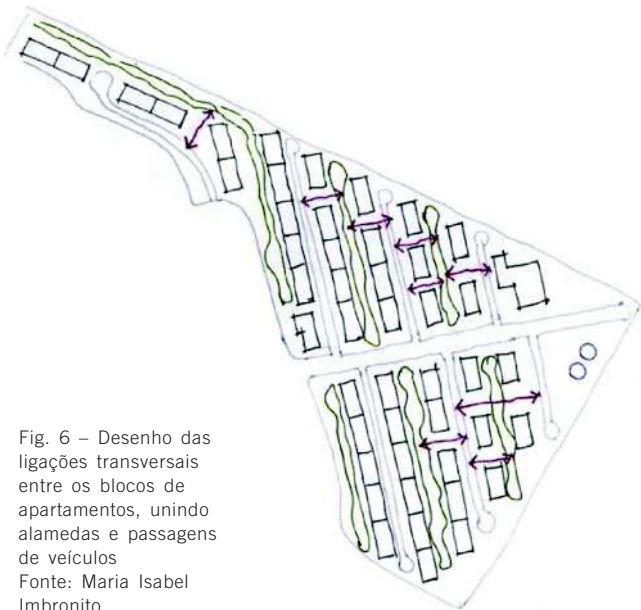 Fig. 6 – Desenho das
ligações transversais
entre os blocos de
apartamentos, unindo
alamedas e passagens
de veículos
Fonte: Maria Isabel
Imbronito